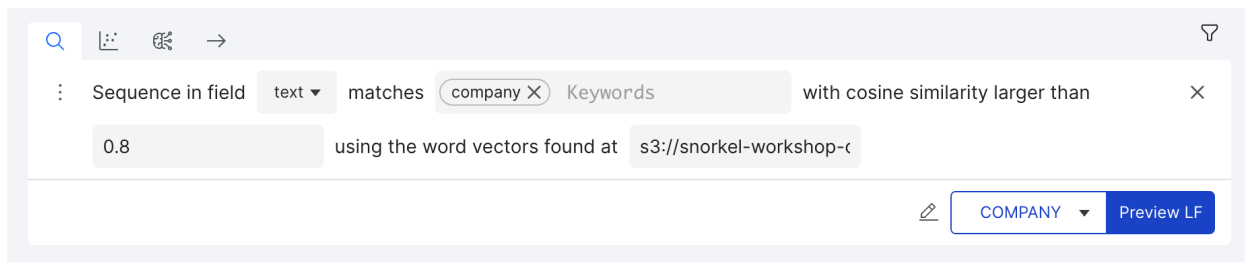 Sequence in field text matches company Keywords with cosine similarity larger than
0.8 using the word vectors found at s3://snorkel-workshop-
COMPANY Preview LF